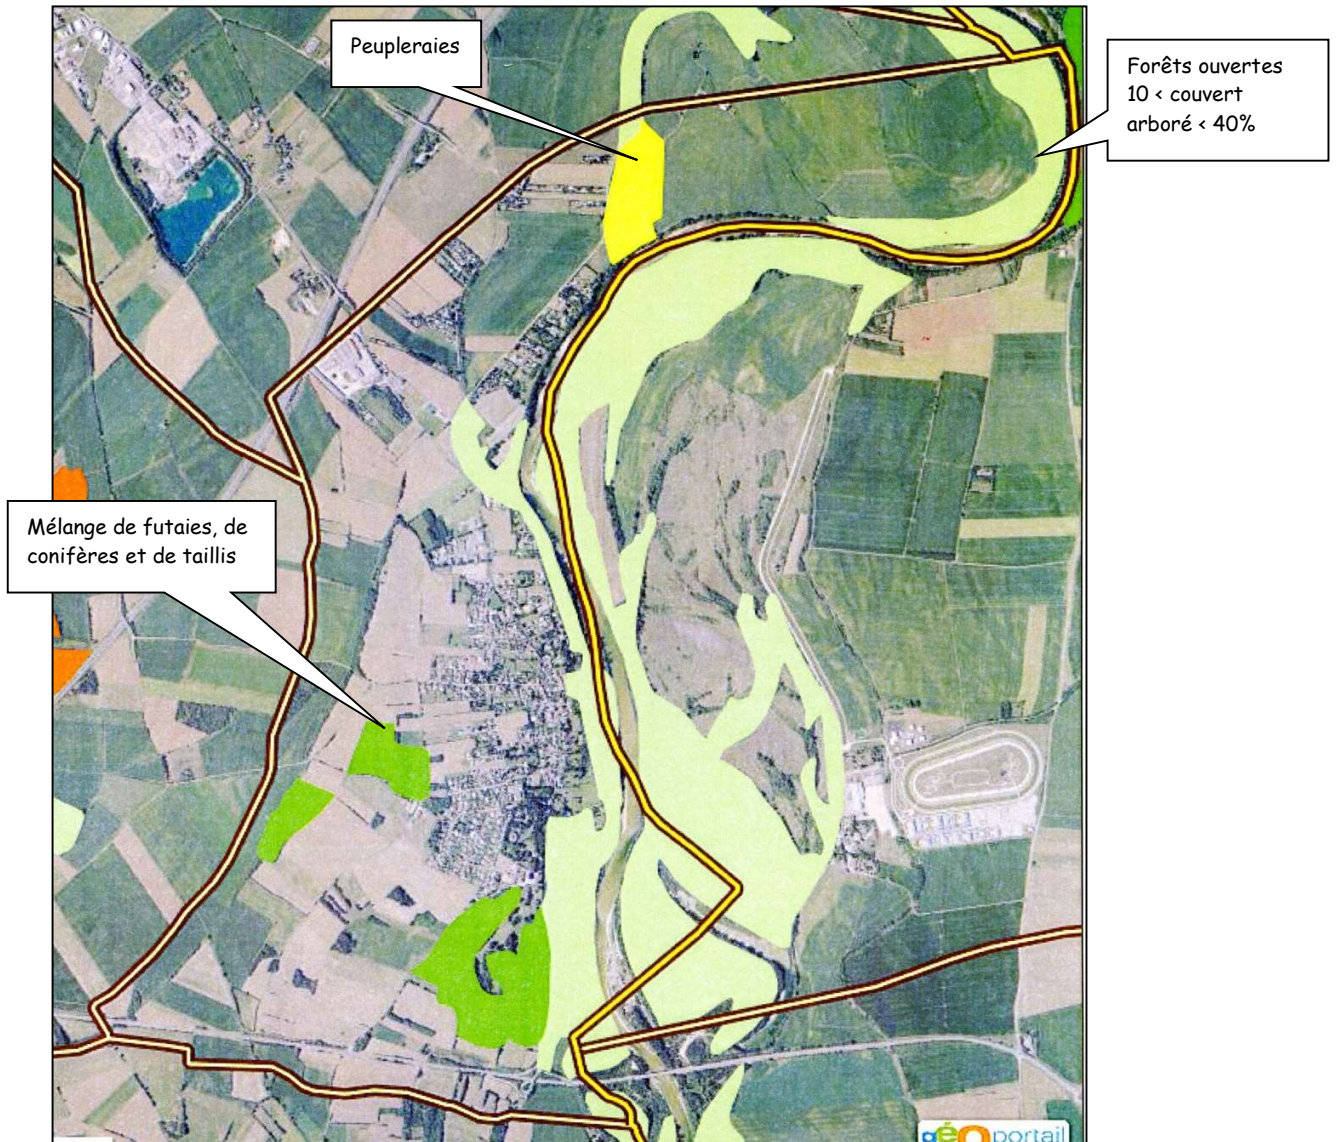 Peupleraies
Forêts ouvertes
10 < couvert
arboré < 40%
Mélange de futaies, de
conifères et de taillis
géoportail